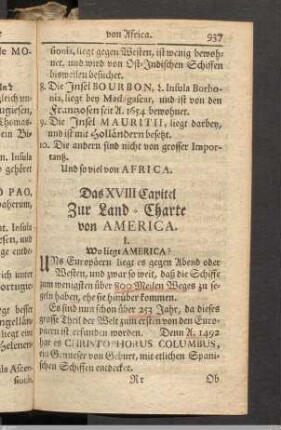 von Africa. 937
sionis, liegt gegen Westen, ist wenig bewoh-
net, und wird von Ost-Indischen Schiffen
bisweilen besuchet.
8. Die Insel BOURBON, L. Insula Borbo-
nia, liegt bey Madagascar, und ist von den
Frantzosen seit A. 1654 bewohnet.
9. Die Insel MAURITII, liegt darbey,
und ist mit Holländern besetzt.
10. Die andern sind nicht von grosser Impor-
tantz.
Und so viel von AFRICA.
Das XVIII Capitel
Zur Land-Charte
von AMERICA.
I.
Wo liegt AMERICA?
UNs Europäern liegt es gegen Abend oder
Westen, und zwar so weit, daß die Schiffe
zum wenigsten über 800 Meilen Weges zu se-
geln haben, ehe sie hinüber kommen.
Es sind nun schon über 253 Jahr, da dieses
grosse Theil der Welt zum ersten von den Euro-
päern ist erfunden worden. Denn A. 1492
hat es CHRISTOPHORUS COLUMBUS,
ein Genueser von Geburt, mit etlichen Spani-
schen Schiffen entdecket.
Rr Ob